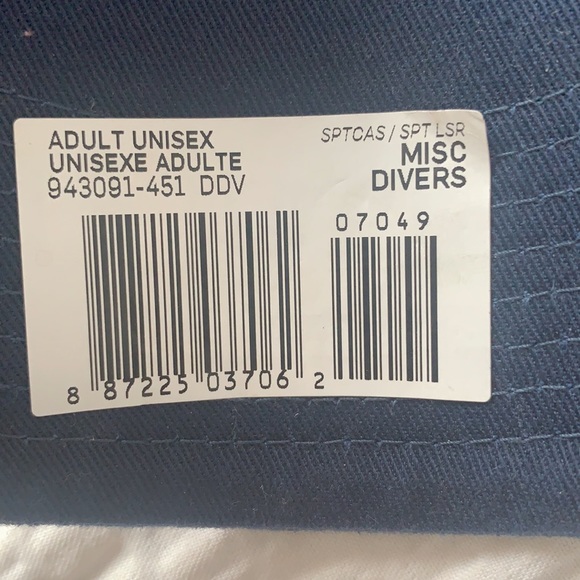 ADULT UNISEX
UNISEXE ADULTE
943091-451 DDV
SPTCAS / SPT LSR
MISC
DIVERS
07049
8 87225 03706 2